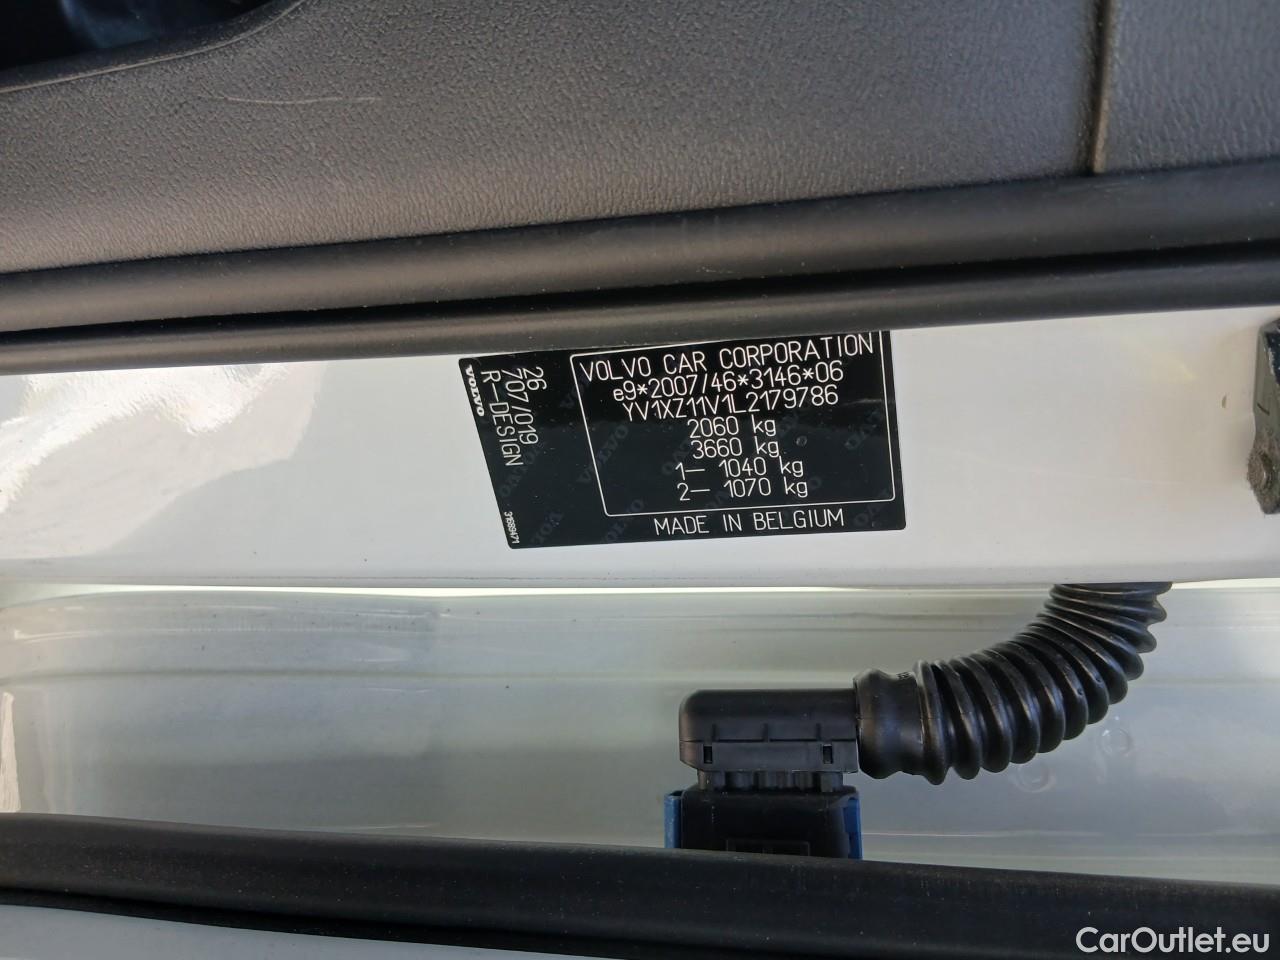 VOLVO CAR CORPORATION
e9*2007/46*3146*06
YV1XZ11V1L2179786
2060 kg
3660 kg
1— 1040 kg
2— 1070 kg
MADE IN BELGIUM
26
707/019
R—DESIGN
VOLVO
31689471
CarOutlet.eu